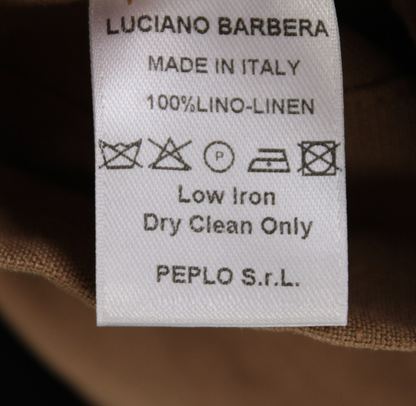 LUCIANO BARBERA
MADE IN ITALY
100%LINO-LINEN
P
Low Iron
Dry Clean Only
PEPLO S.r.L.